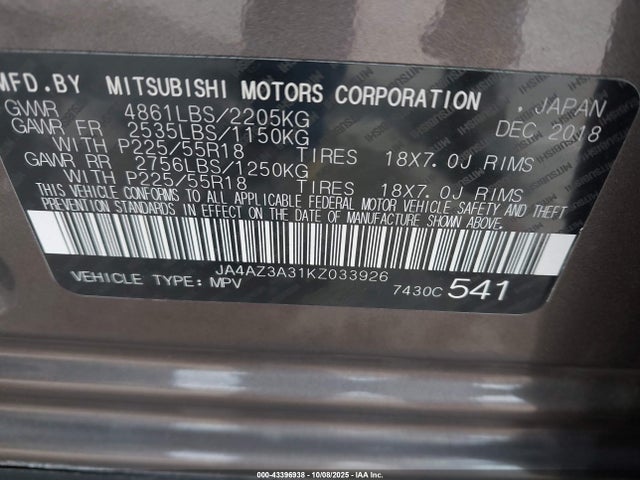 MFD.BY MITSUBISHI MOTORS CORPORATION . JAPAN
GVWR 4861LBS/2205KG DEC, 2018
GAWR FR 2535LBS/1150KG
WITH P225/55R18 TIRES 18X7.0J RIMS
GAWR RR 2756LBS/1250KG
WITH P225/55R18 TIRES 18X7.0J RIMS
THIS VEHICLE CONFORMS TO ALL APPLICABLE FEDERAL MOTOR VEHICLE SAFETY AND THEFT
PREVENTION STANDARDS IN EFFECT ON THE DATE OF MANUFACTURE SHOWN ABOVE.
JA4AZ3A31KZ033926
VEHICLE TYPE: MPV 7430C 541
000-43396938 - 10/08/2025 - IAA Inc.